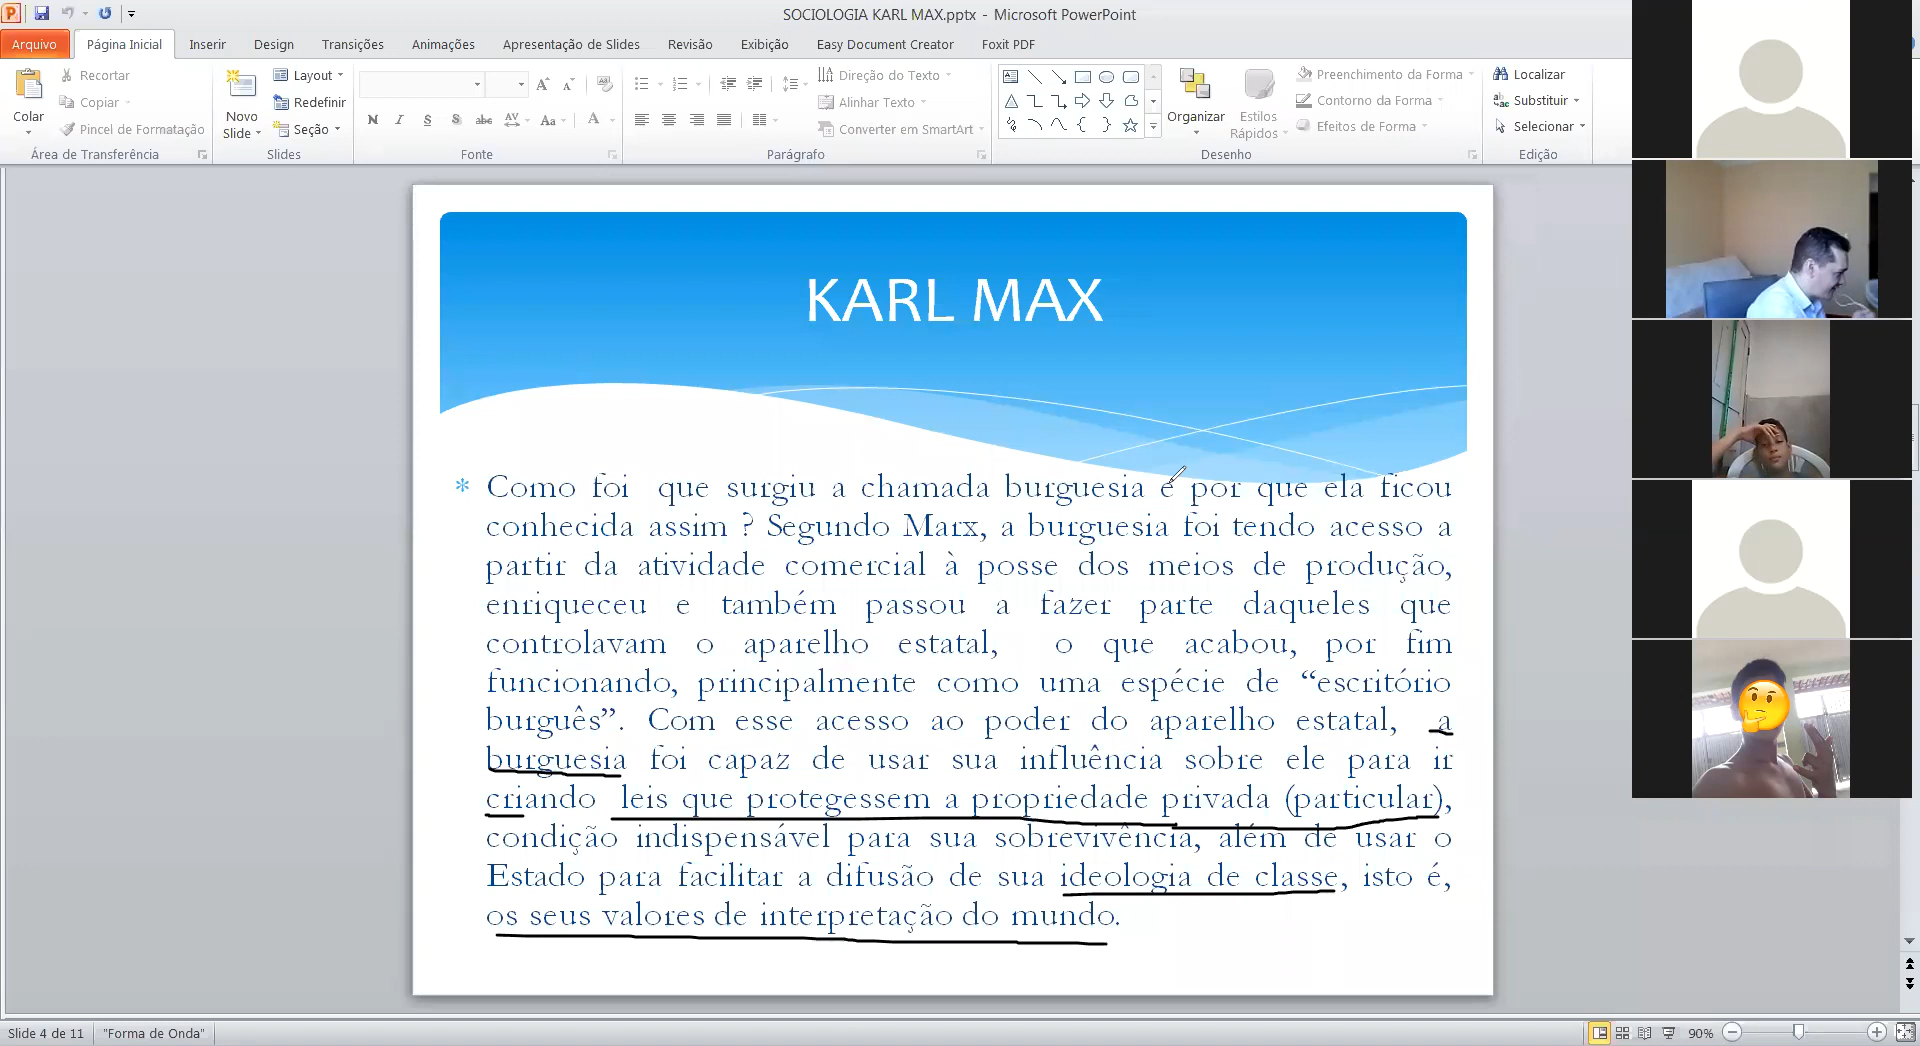 SOCIOLOGIA KARL MAX.pptx - Microsoft PowerPoint
Arquivo Página Inicial Inserir Design Transições Animações Apresentação de Slides Revisão Exibição Easy Document Creator Foxit PDF
Colar
Recortar
Copiar
Pincel de Formatação
Área de Transferência
Novo
Slide
Layout
Redefinir
Seção
Slides
N I S S abc AV Aa A
Fonte
Direção do Texto
Alinhar Texto
Converter em SmartArt
Parágrafo
Organizar
Estilos
Rápidos
Preenchimento da Forma
Contorno da Forma
Efeitos de Forma
Desenho
Localizar
Substituir
Selecionar
Edição
KARL MAX
Como foi que surgiu a chamada burguesia e por que ela ficou
conhecida assim ? Segundo Marx, a burguesia foi tendo acesso a
partir da atividade comercial à posse dos meios de produção,
enriqueceu e também passou a fazer parte daqueles que
controlavam o aparelho estatal, o que acabou, por fim
funcionando, principalmente como uma espécie de “escritório
burguês”. Com esse acesso ao poder do aparelho estatal, a
burguesia foi capaz de usar sua influência sobre ele para ir
criando leis que protegessem a propriedade privada (particular),
condição indispensável para sua sobrevivência, além de usar o
Estado para facilitar a difusão de sua ideologia de classe, isto é,
os seus valores de interpretação do mundo.
Slide 4 de 11 "Forma de Onda" 90%